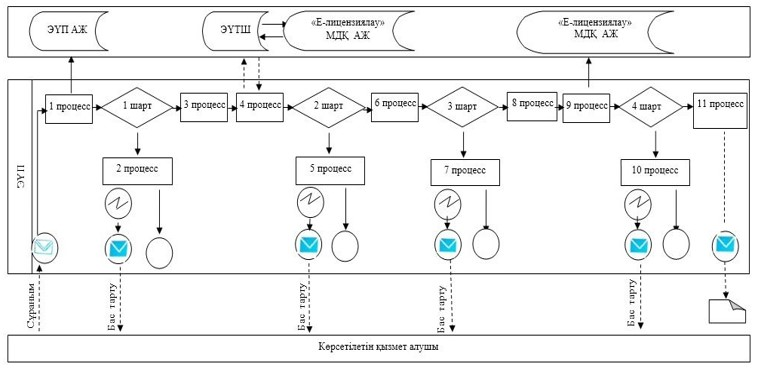 ЭҮП АЖ
ЭҮТШ
«Е-лицензиялау»
МДҚ АЖ
«Е-лицензиялау»
МДҚ АЖ
ЭҮП
1 процесс
1 шарт
3 процесс
4 процесс
2 шарт
6 процесс
3 шарт
8 процесс
9 процесс
4 шарт
11 процесс
2 процесс
5 процесс
7 процесс
10 процесс
Сұраным
Бас тарту
Бас тарту
Бас тарту
Бас тарту
Көрсетілетін қызмет алушы